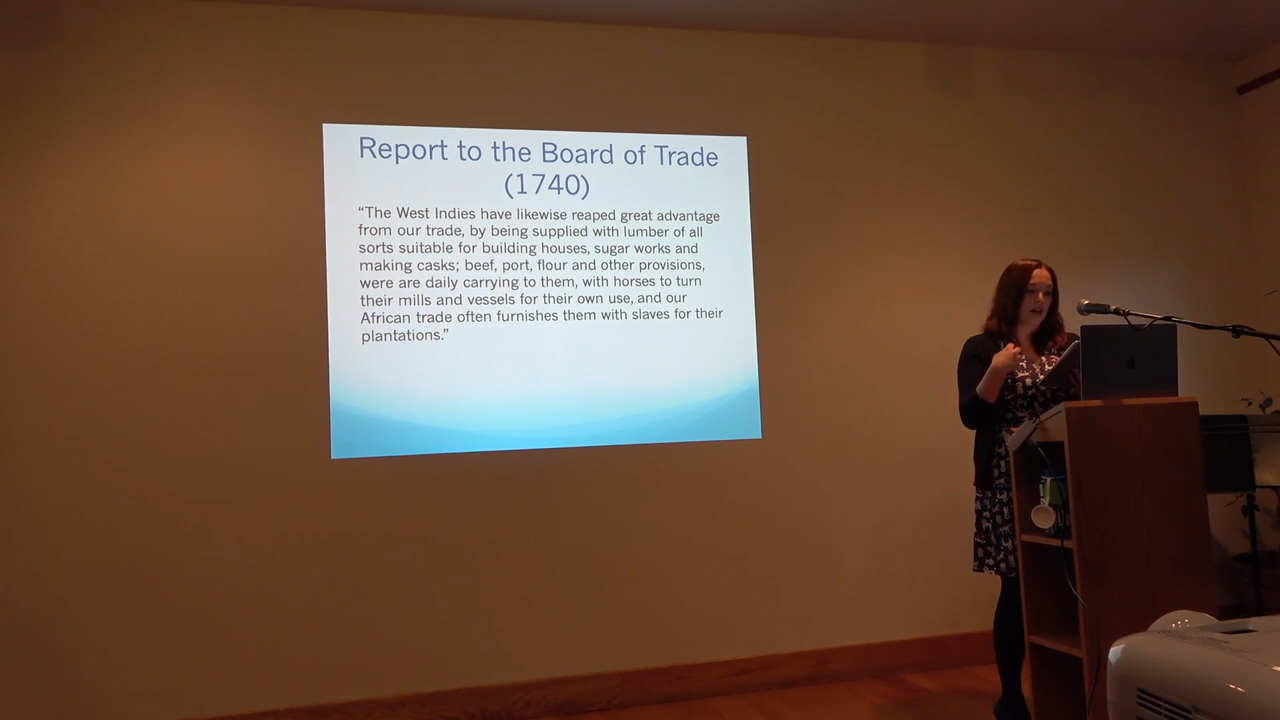 Report to the Board of Trade
(1740)
“The West Indies have likewise reaped great advantage
from our trade, by being supplied with lumber of all
sorts suitable for building houses, sugar works and
making casks; beef, port, flour and other provisions,
were are daily carrying to them, with horses to turn
their mills and vessels for their own use, and our
African trade often furnishes them with slaves for their
plantations.”